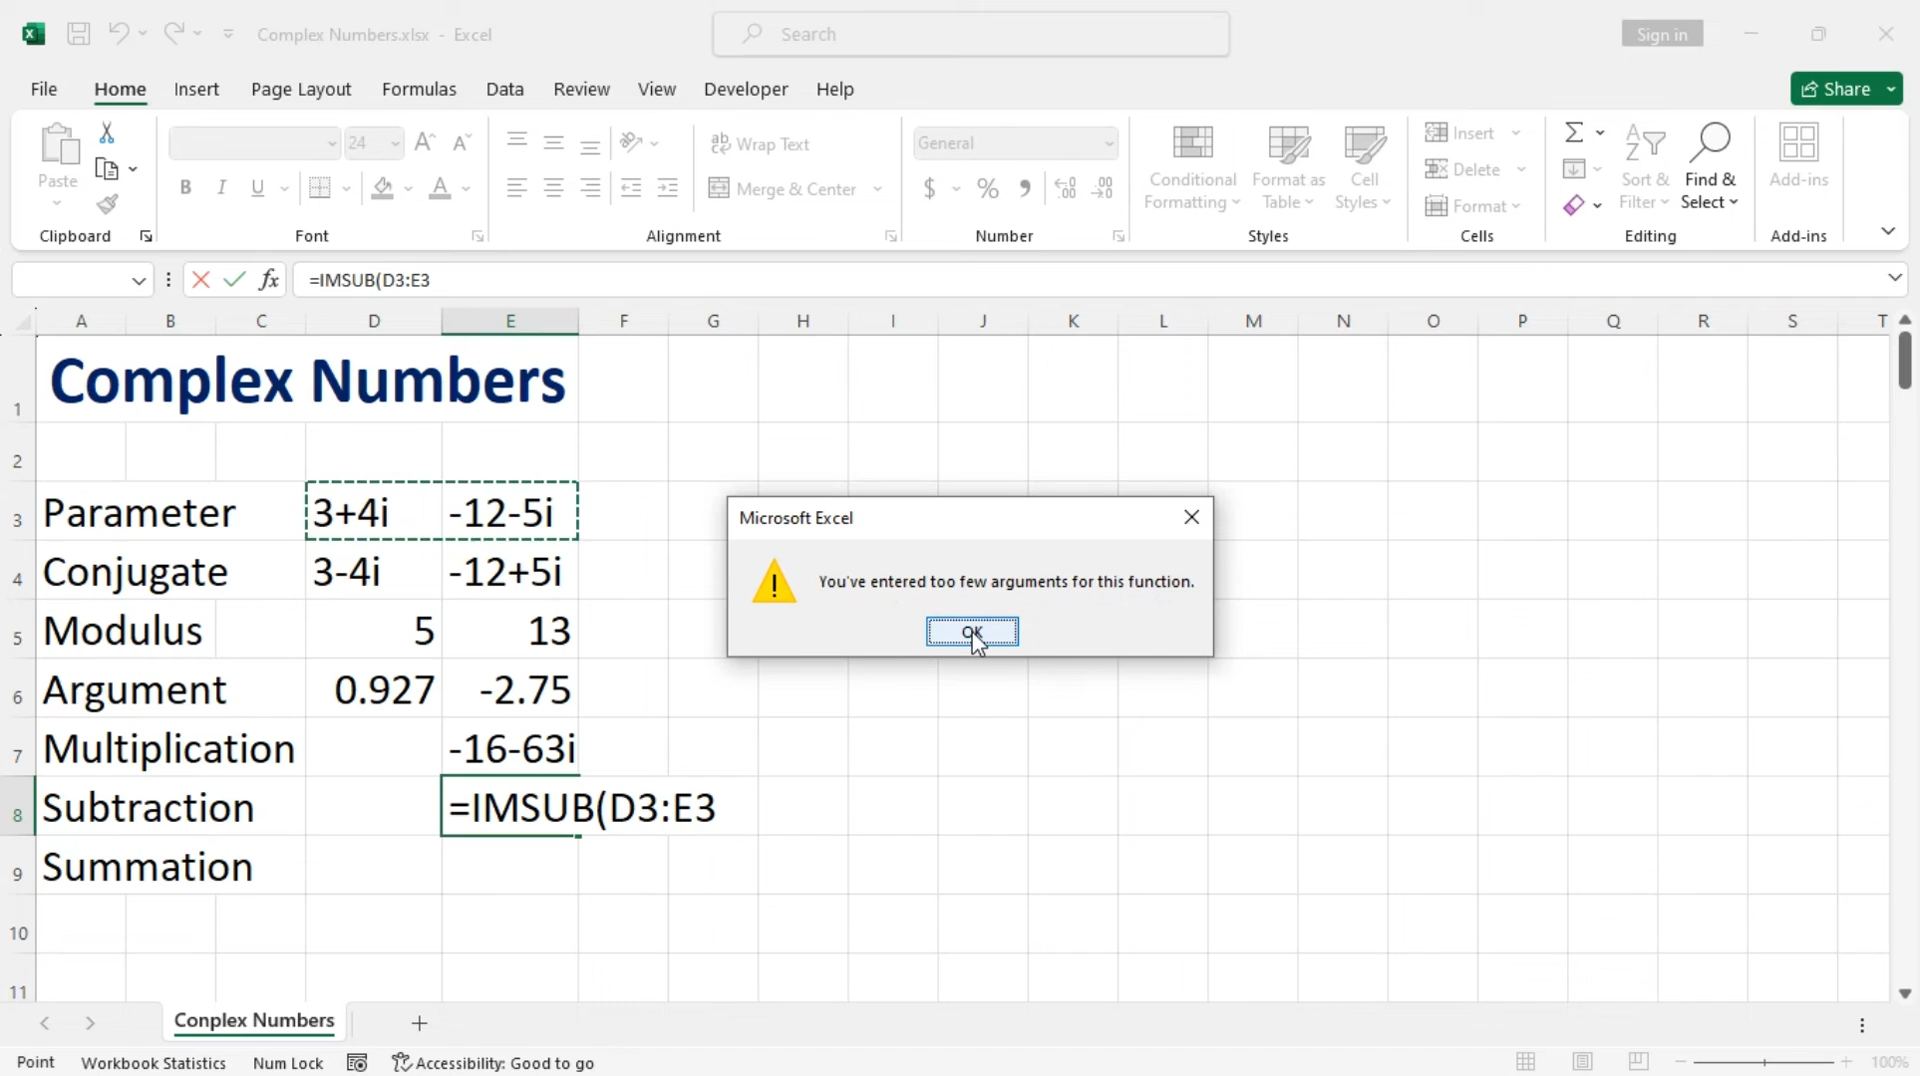 Complex Numbers.xlsx - Excel
Search
Sign in
File Home Insert Page Layout Formulas Data Review View Developer Help
Share
Paste
24
Wrap Text
General
Conditional Formatting
Format as Table
Cell Styles
Insert
Delete
Format
Sort & Filter
Find & Select
Add-ins
B I U
Merge & Center
$ %
Clipboard Font Alignment Number Styles Cells Editing Add-ins
fx =IMSUB(D3:E3
A B C D E F G H I J K L M N O P Q R S T
1 Complex Numbers
2
3 Parameter 3+4i -12-5i
4 Conjugate 3-4i -12+5i
5 Modulus 5 13
6 Argument 0.927 -2.75
7 Multiplication -16-63i
8 Subtraction =IMSUB(D3:E3
9 Summation
10
11
Microsoft Excel
You've entered too few arguments for this function.
OK
Conplex Numbers
Point Workbook Statistics Num Lock Accessibility: Good to go 100%